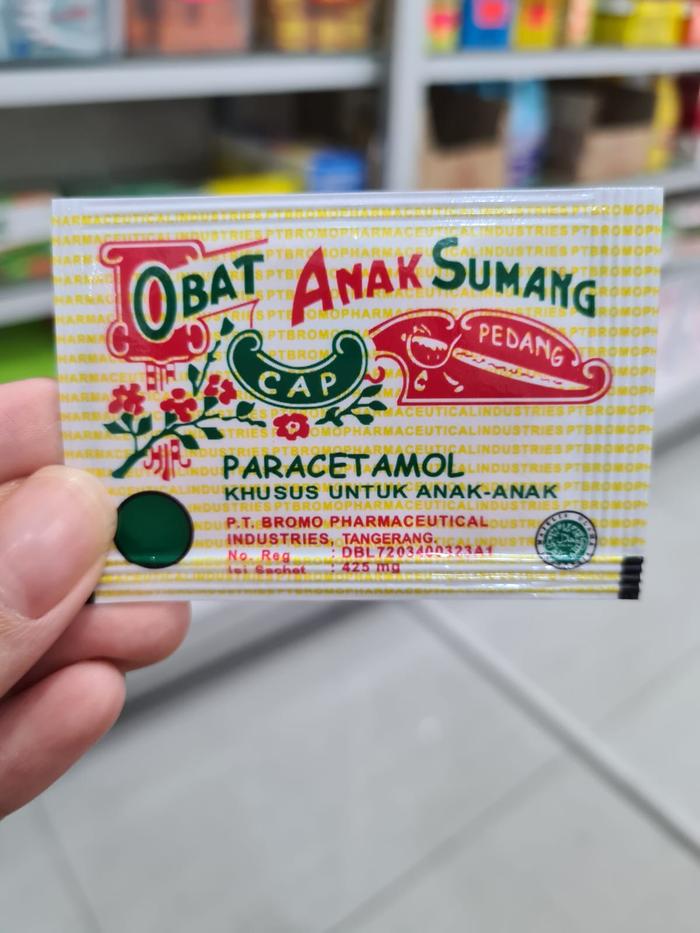 OBAT ANAK SUMANG
CAP PEDANG
PARACETAMOL
KHUSUS UNTUK ANAK-ANAK
P.T. BROMO PHARMACEUTICAL
INDUSTRIES, TANGERANG.
No. Reg : DBL7203400323A1
Isi Sachet : 425 mg